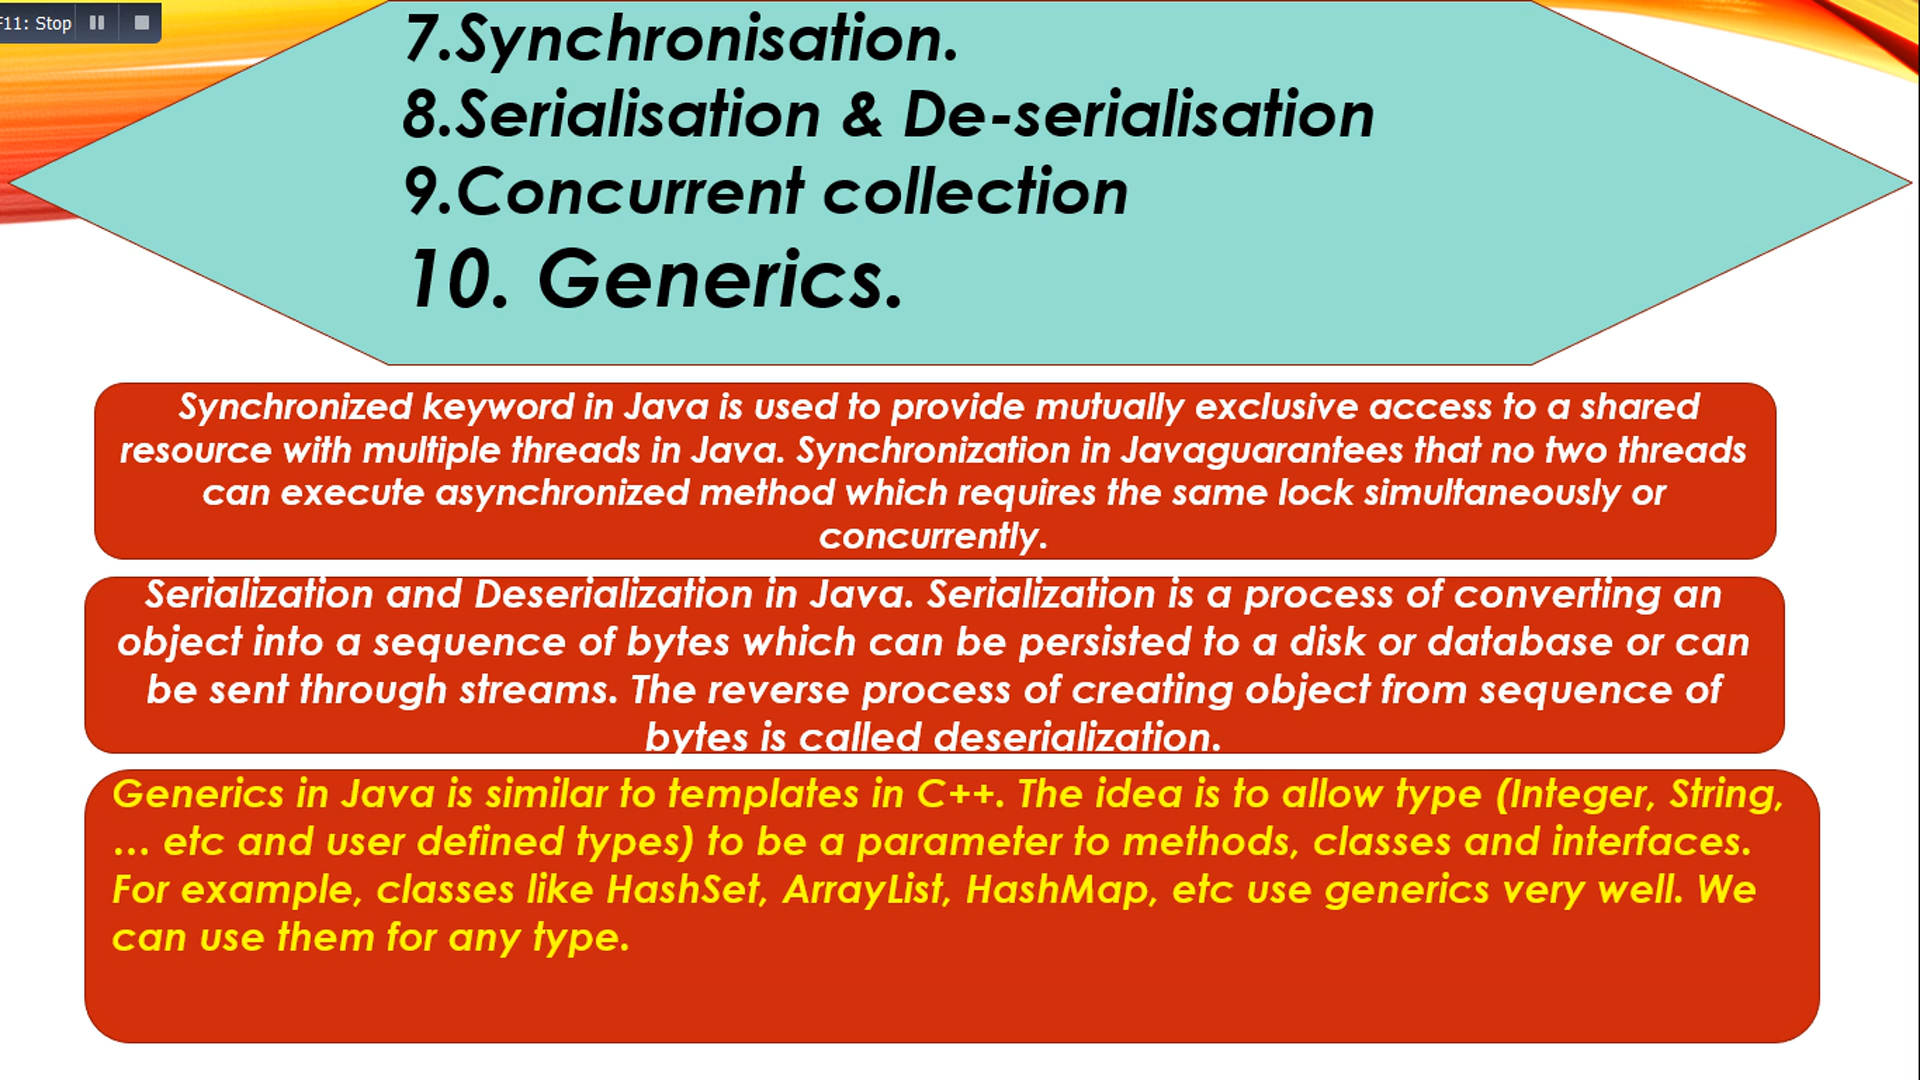 F11: Stop
7.Synchronisation.
8.Serialisation & De-serialisation
9.Concurrent collection
10. Generics.
Synchronized keyword in Java is used to provide mutually exclusive access to a shared
resource with multiple threads in Java. Synchronization in Javaguarantees that no two threads
can execute asynchronized method which requires the same lock simultaneously or
concurrently.
Serialization and Deserialization in Java. Serialization is a process of converting an
object into a sequence of bytes which can be persisted to a disk or database or can
be sent through streams. The reverse process of creating object from sequence of
bytes is called deserialization.
Generics in Java is similar to templates in C++. The idea is to allow type (Integer, String,
... etc and user defined types) to be a parameter to methods, classes and interfaces.
For example, classes like HashSet, ArrayList, HashMap, etc use generics very well. We
can use them for any type.